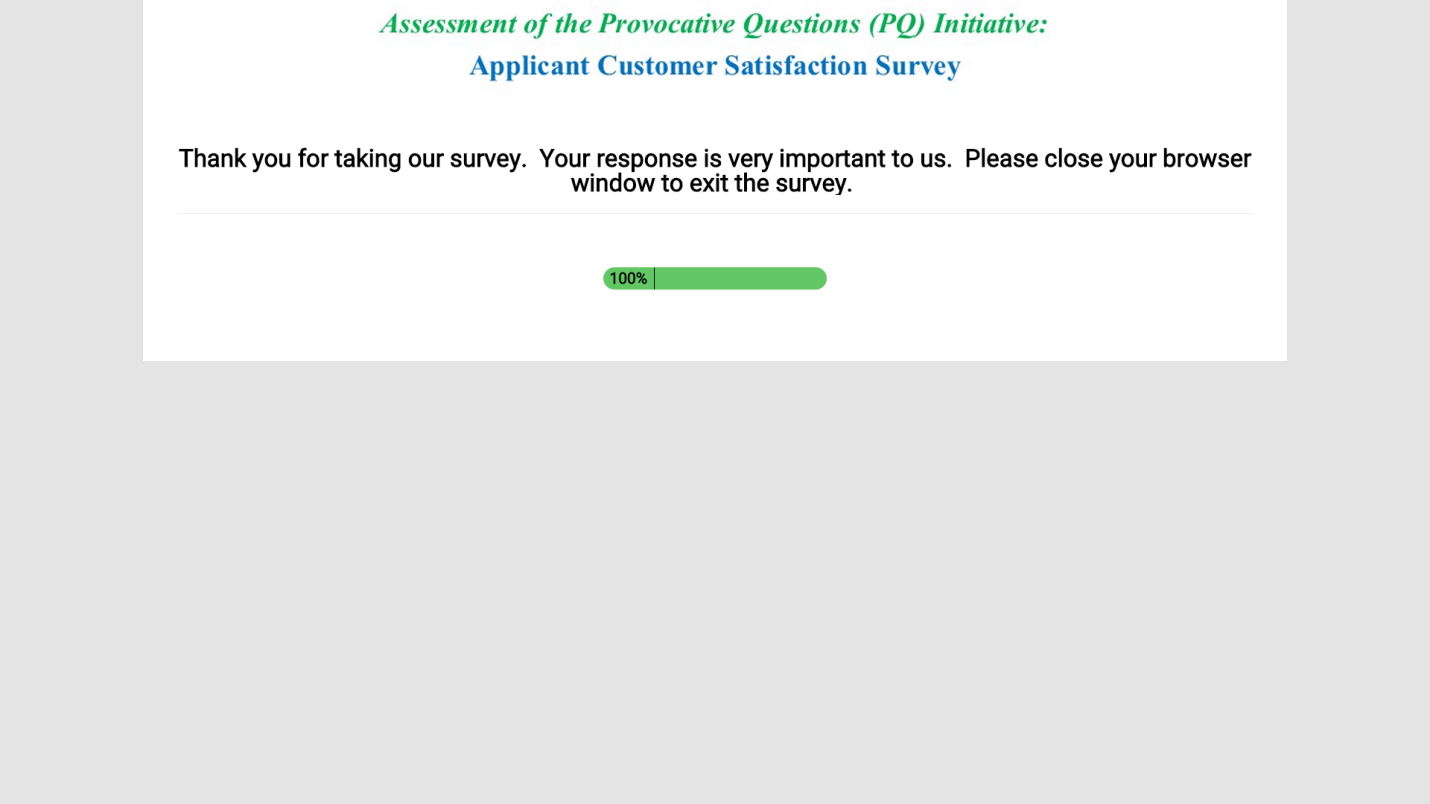 Assessment of the Provocative Questions (PQ) Initiative:
Applicant Customer Satisfaction Survey
Thank you for taking our survey.  Your response is very important to us.  Please close your browser
window to exit the survey.
100%